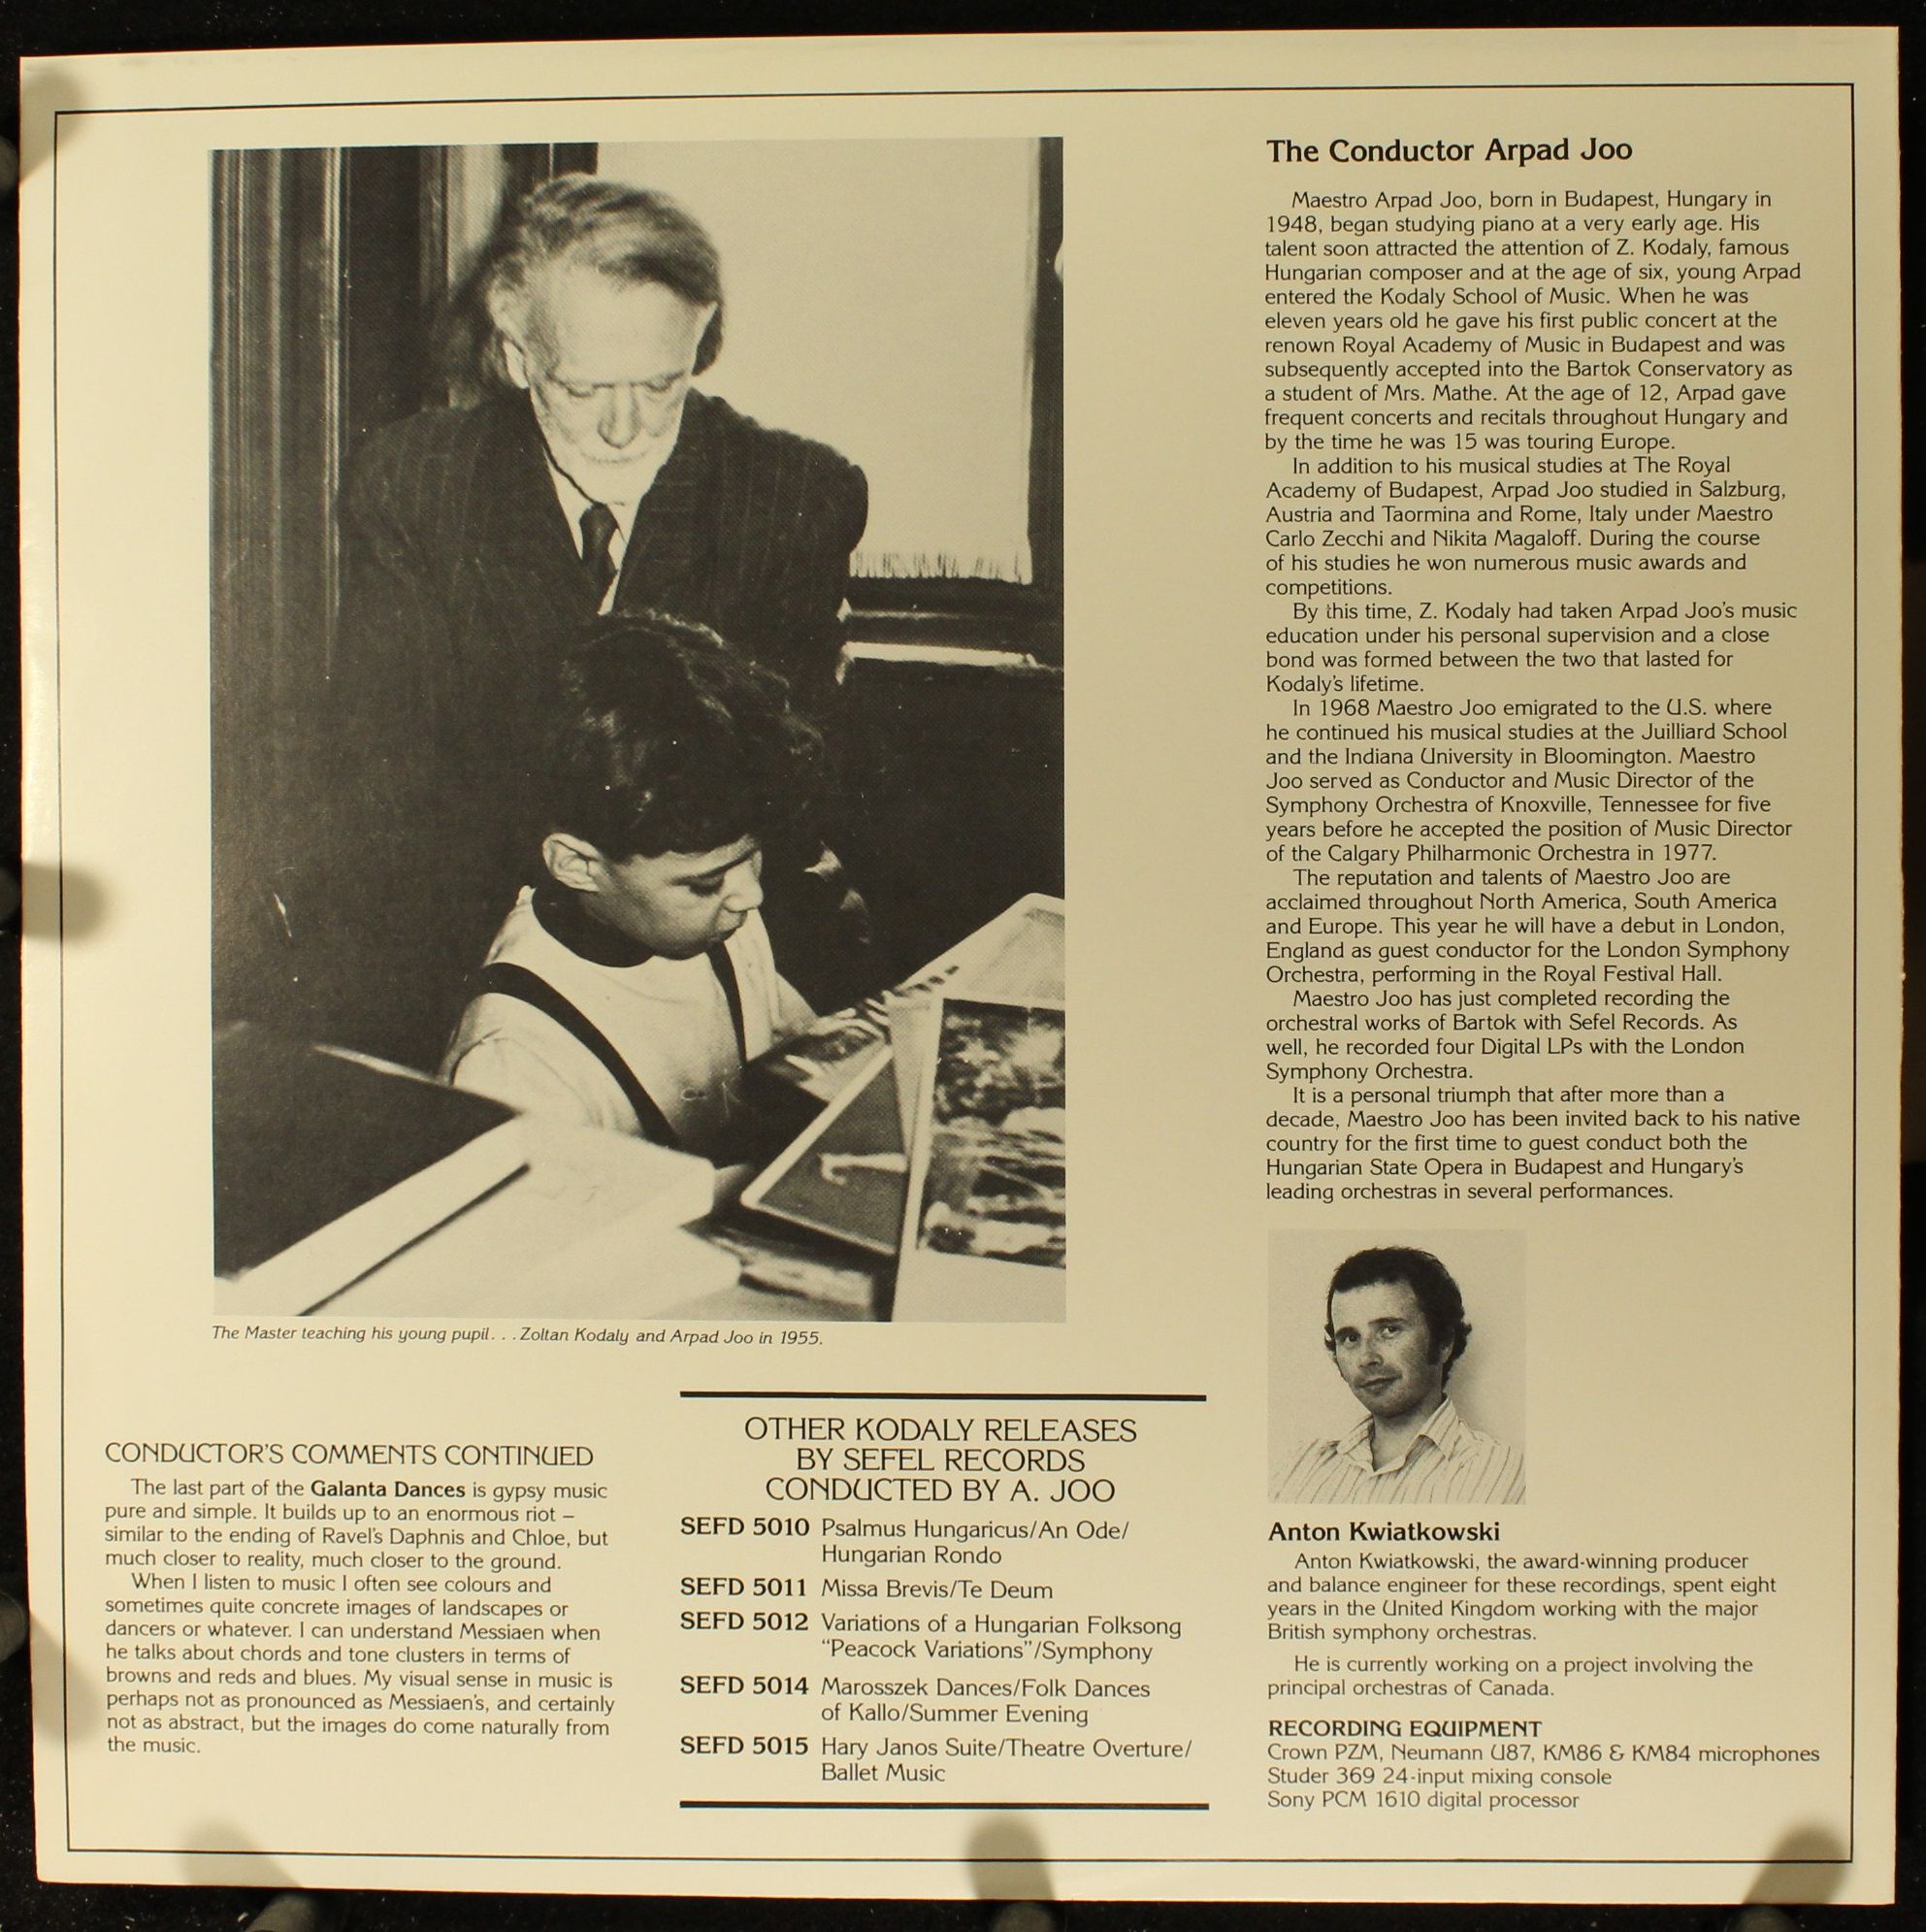 The Master teaching his young pupil. . .Zoltan Kodaly and Arpad Joo in 1955.
CONDUCTOR'S COMMENTS CONTINUED
The last part of the Galanta Dances is gypsy music
pure and simple. It builds up to an enormous riot –
similar to the ending of Ravel's Daphnis and Chloe, but
much closer to reality, much closer to the ground.
When I listen to music I often see colours and
sometimes quite concrete images of landscapes or
dancers or whatever. I can understand Messiaen when
he talks about chords and tone clusters in terms of
browns and reds and blues. My visual sense in music is
perhaps not as pronounced as Messiaen's, and certainly
not as abstract, but the images do come naturally from
the music.
OTHER KODALY RELEASES
BY SEFEL RECORDS
CONDUCTED BY A. JOO
SEFD 5010 Psalmus Hungaricus/An Ode/
Hungarian Rondo
SEFD 5011 Missa Brevis/Te Deum
SEFD 5012 Variations of a Hungarian Folksong
"Peacock Variations"/Symphony
SEFD 5014 Marosszek Dances/Folk Dances
of Kallo/Summer Evening
SEFD 5015 Hary Janos Suite/Theatre Overture/
Ballet Music
The Conductor Arpad Joo
Maestro Arpad Joo, born in Budapest, Hungary in
1948, began studying piano at a very early age. His
talent soon attracted the attention of Z. Kodaly, famous
Hungarian composer and at the age of six, young Arpad
entered the Kodaly School of Music. When he was
eleven years old he gave his first public concert at the
renown Royal Academy of Music in Budapest and was
subsequently accepted into the Bartok Conservatory as
a student of Mrs. Mathe. At the age of 12, Arpad gave
frequent concerts and recitals throughout Hungary and
by the time he was 15 was touring Europe.
In addition to his musical studies at The Royal
Academy of Budapest, Arpad Joo studied in Salzburg,
Austria and Taormina and Rome, Italy under Maestro
Carlo Zecchi and Nikita Magaloff. During the course
of his studies he won numerous music awards and
competitions.
By this time, Z. Kodaly had taken Arpad Joo's music
education under his personal supervision and a close
bond was formed between the two that lasted for
Kodaly's lifetime.
In 1968 Maestro Joo emigrated to the U.S. where
he continued his musical studies at the Juilliard School
and the Indiana University in Bloomington. Maestro
Joo served as Conductor and Music Director of the
Symphony Orchestra of Knoxville, Tennessee for five
years before he accepted the position of Music Director
of the Calgary Philharmonic Orchestra in 1977.
The reputation and talents of Maestro Joo are
acclaimed throughout North America, South America
and Europe. This year he will have a debut in London,
England as guest conductor for the London Symphony
Orchestra, performing in the Royal Festival Hall.
Maestro Joo has just completed recording the
orchestral works of Bartok with Sefel Records. As
well, he recorded four Digital LPs with the London
Symphony Orchestra.
It is a personal triumph that after more than a
decade, Maestro Joo has been invited back to his native
country for the first time to guest conduct both the
Hungarian State Opera in Budapest and Hungary's
leading orchestras in several performances.
Anton Kwiatkowski
Anton Kwiatkowski, the award-winning producer
and balance engineer for these recordings, spent eight
years in the United Kingdom working with the major
British symphony orchestras.
He is currently working on a project involving the
principal orchestras of Canada.
RECORDING EQUIPMENT
Crown PZM, Neumann U87, KM86 & KM84 microphones
Studer 369 24-input mixing console
Sony PCM 1610 digital processor